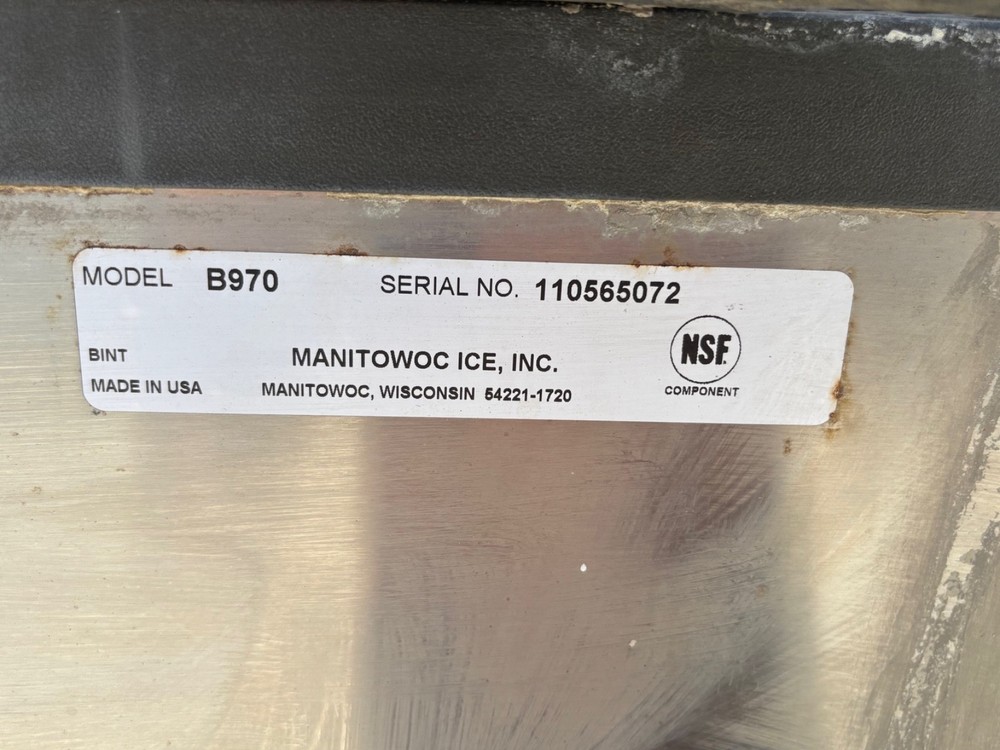 MODEL B970 SERIAL NO. 110565072
BINT MANITOWOC ICE, INC. NSF
MADE IN USA MANITOWOC, WISCONSIN 54221-1720 COMPONENT